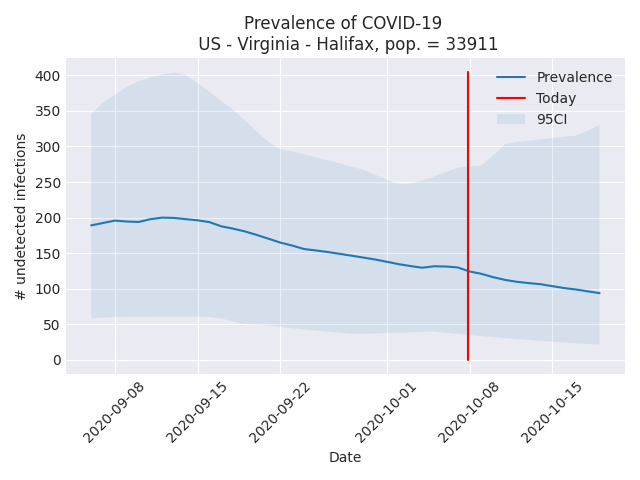 Prevalence of COVID-19
US - Virginia - Halifax, pop. = 33911
400
350
300
250
200
150
100
50
0
# undetected infections
Prevalence
Today
95CI
2020-09-08
2020-09-15
2020-09-22
2020-10-01
2020-10-08
2020-10-15
Date